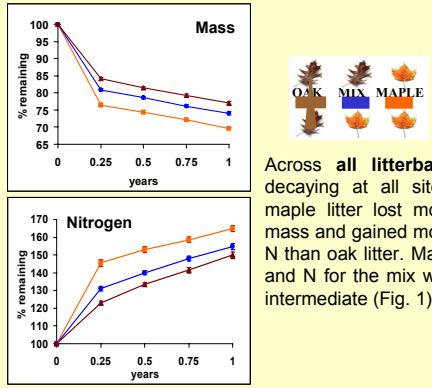 Mass
100
95
90
85
80
75
70
65
% remaining
0 0.25 0.5 0.75 1
years
Nitrogen
170
160
150
140
130
120
110
100
% remaining
0 0.25 0.5 0.75 1
years
OAK MIX MAPLE
Across all litterba
decaying at all site
maple litter lost mo
mass and gained mo
N than oak litter. Ma
and N for the mix w
intermediate (Fig. 1)